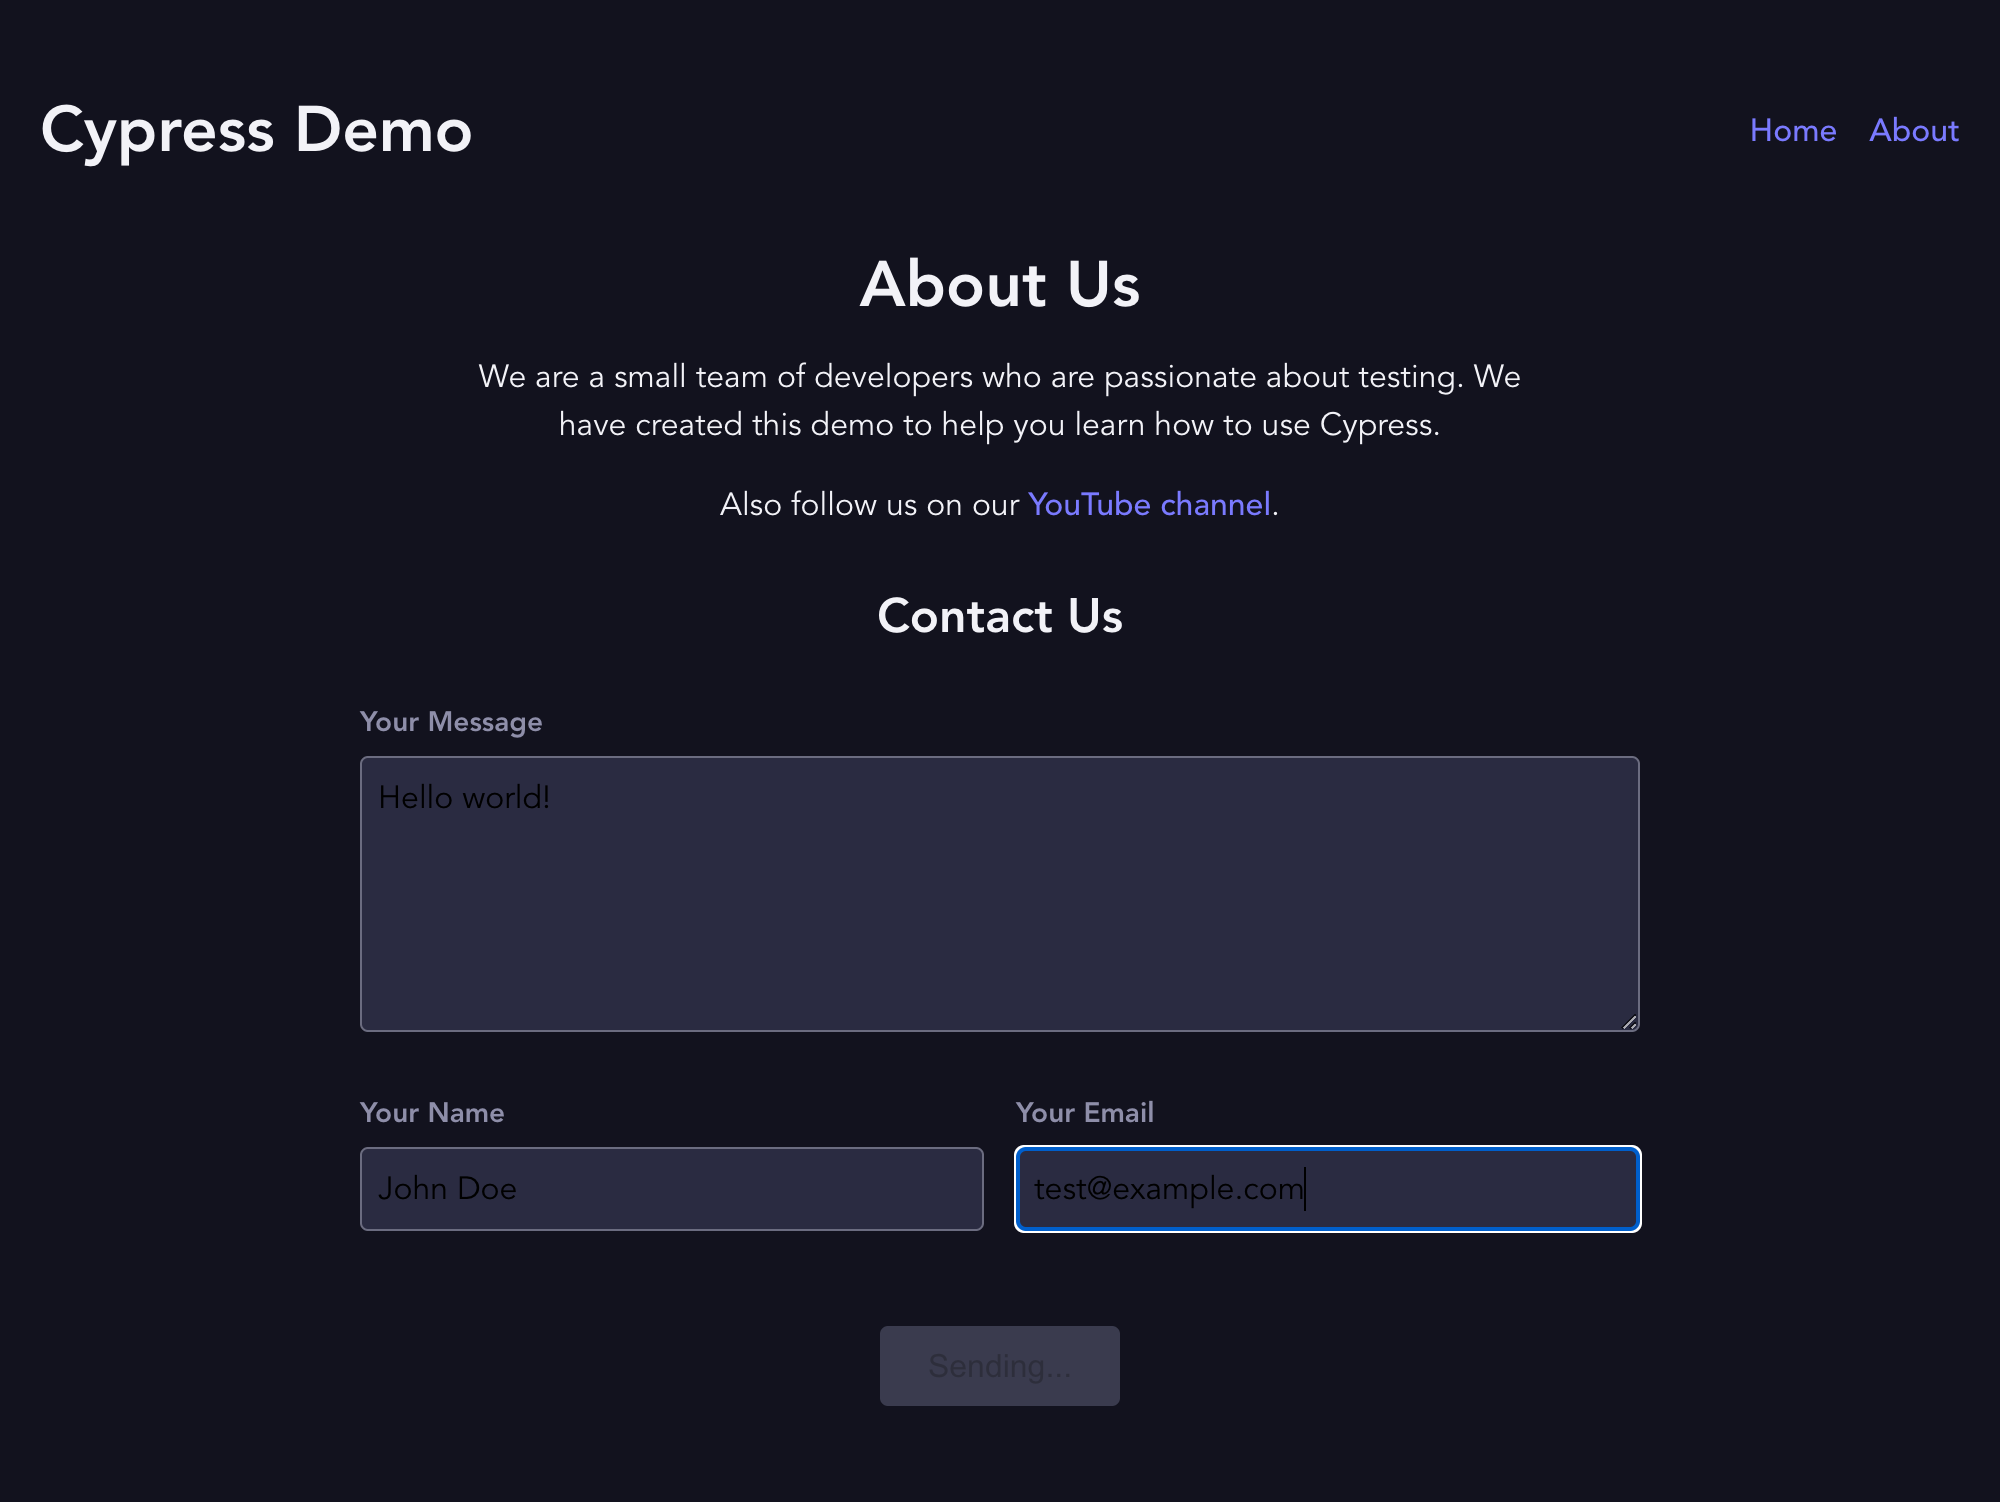 Cypress Demo
Home About
About Us
We are a small team of developers who are passionate about testing. We
have created this demo to help you learn how to use Cypress.
Also follow us on our YouTube channel.
Contact Us
Your Message
Hello world!
Your Name
Your Email
John Doe
test@example.com
Sending...